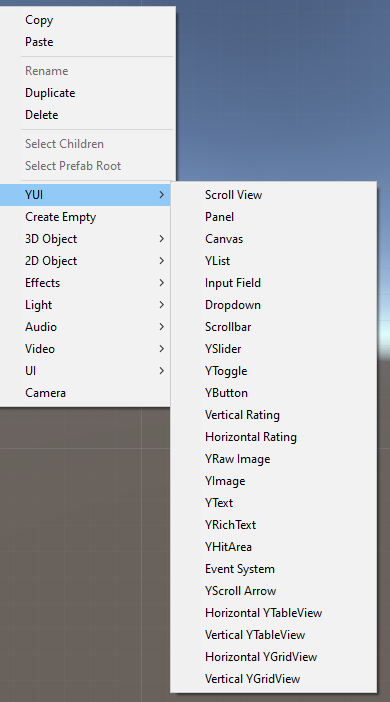 Copy
Paste
Rename
Duplicate
Delete
Select Children
Select Prefab Root
YUI
Create Empty
3D Object
2D Object
Effects
Light
Audio
Video
UI
Camera
Scroll View
Panel
Canvas
YList
Input Field
Dropdown
Scrollbar
YSlider
YToggle
YButton
Vertical Rating
Horizontal Rating
YRaw Image
YImage
YText
YRichText
YHitArea
Event System
YScroll Arrow
Horizontal YTableView
Vertical YTableView
Horizontal YGridView
Vertical YGridView